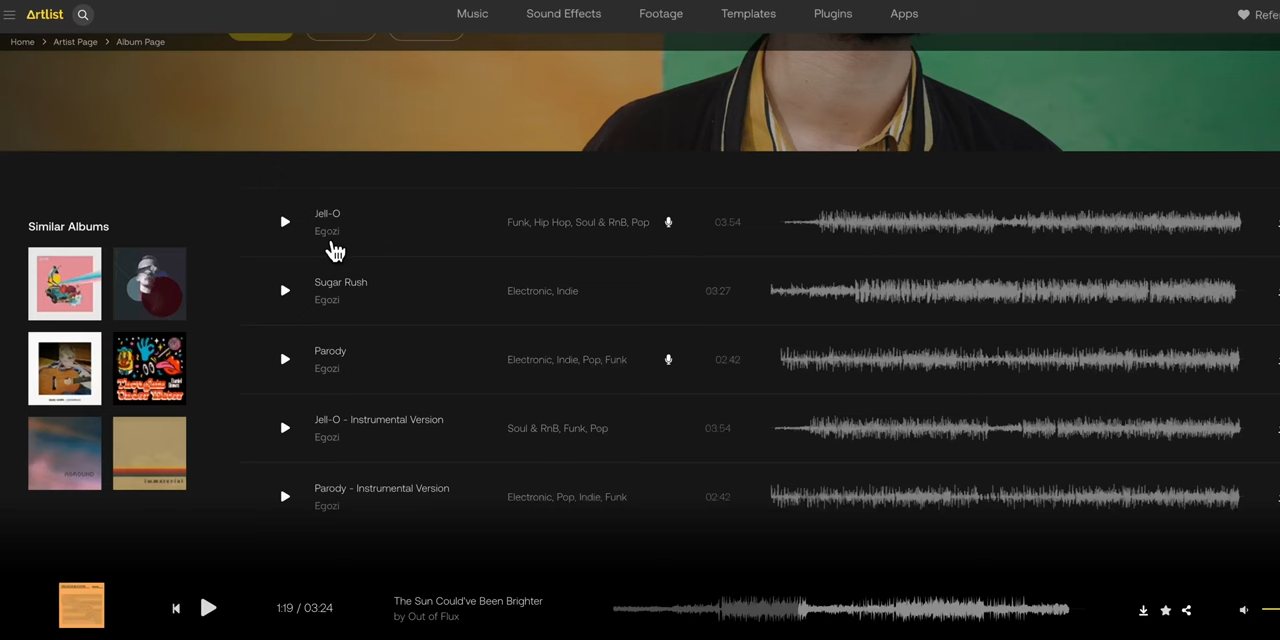 Artlist
Music Sound Effects Footage Templates Plugins Apps
Refe
Home > Artist Page > Album Page
Similar Albums
Jell-O
Egozi
Funk, Hip Hop, Soul & RnB, Pop
03:54
Sugar Rush
Egozi
Electronic, Indie
03:27
Parody
Egozi
Electronic, Indie, Pop, Funk
02:42
Jell-O - Instrumental Version
Egozi
Soul & RnB, Funk, Pop
03:54
Parody - Instrumental Version
Egozi
Electronic, Pop, Indie, Funk
02:42
Under Water
immaterial
1:19 / 03:24
The Sun Could've Been Brighter
by Out of Flux